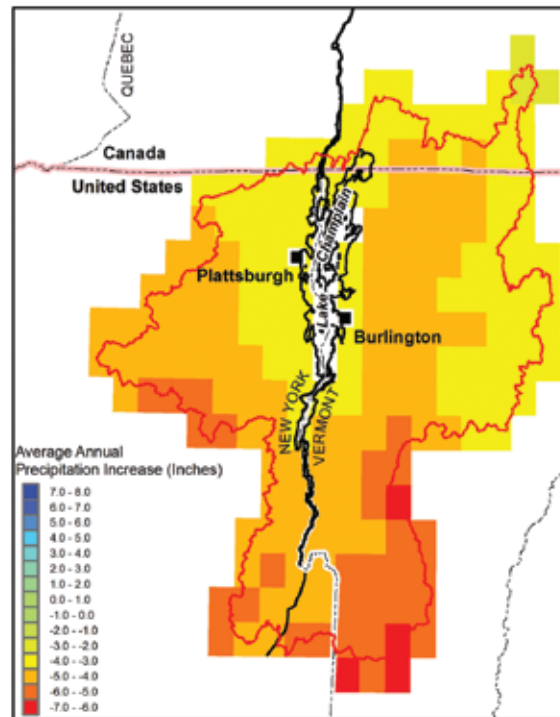 QUEBEC
Canada
United States
Champlain
Plattsburgh
Lake
Burlington
NEW YORK
VERMONT
Average Annual
Precipitation Increase (Inches)
7.0 - 8.0
6.0 - 7.0
5.0 - 6.0
4.0 - 5.0
3.0 - 4.0
2.0 - 3.0
1.0 - 2.0
0.0 - 1.0
-1.0 - 0.0
-2.0 - -1.0
-3.0 - -2.0
-4.0 - -3.0
-5.0 - -4.0
-6.0 - -5.0
-7.0 - -6.0